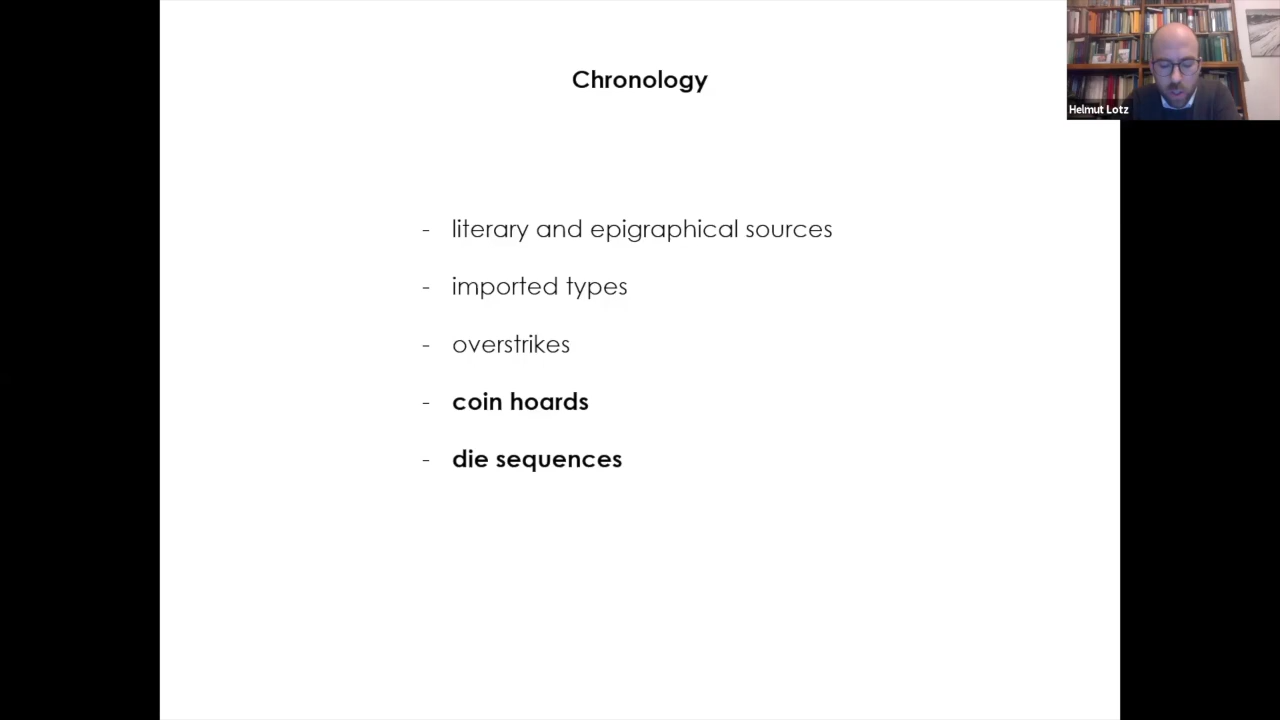 Chronology
Helmut Lotz
- literary and epigraphical sources
- imported types
- overstrikes
- coin hoards
- die sequences